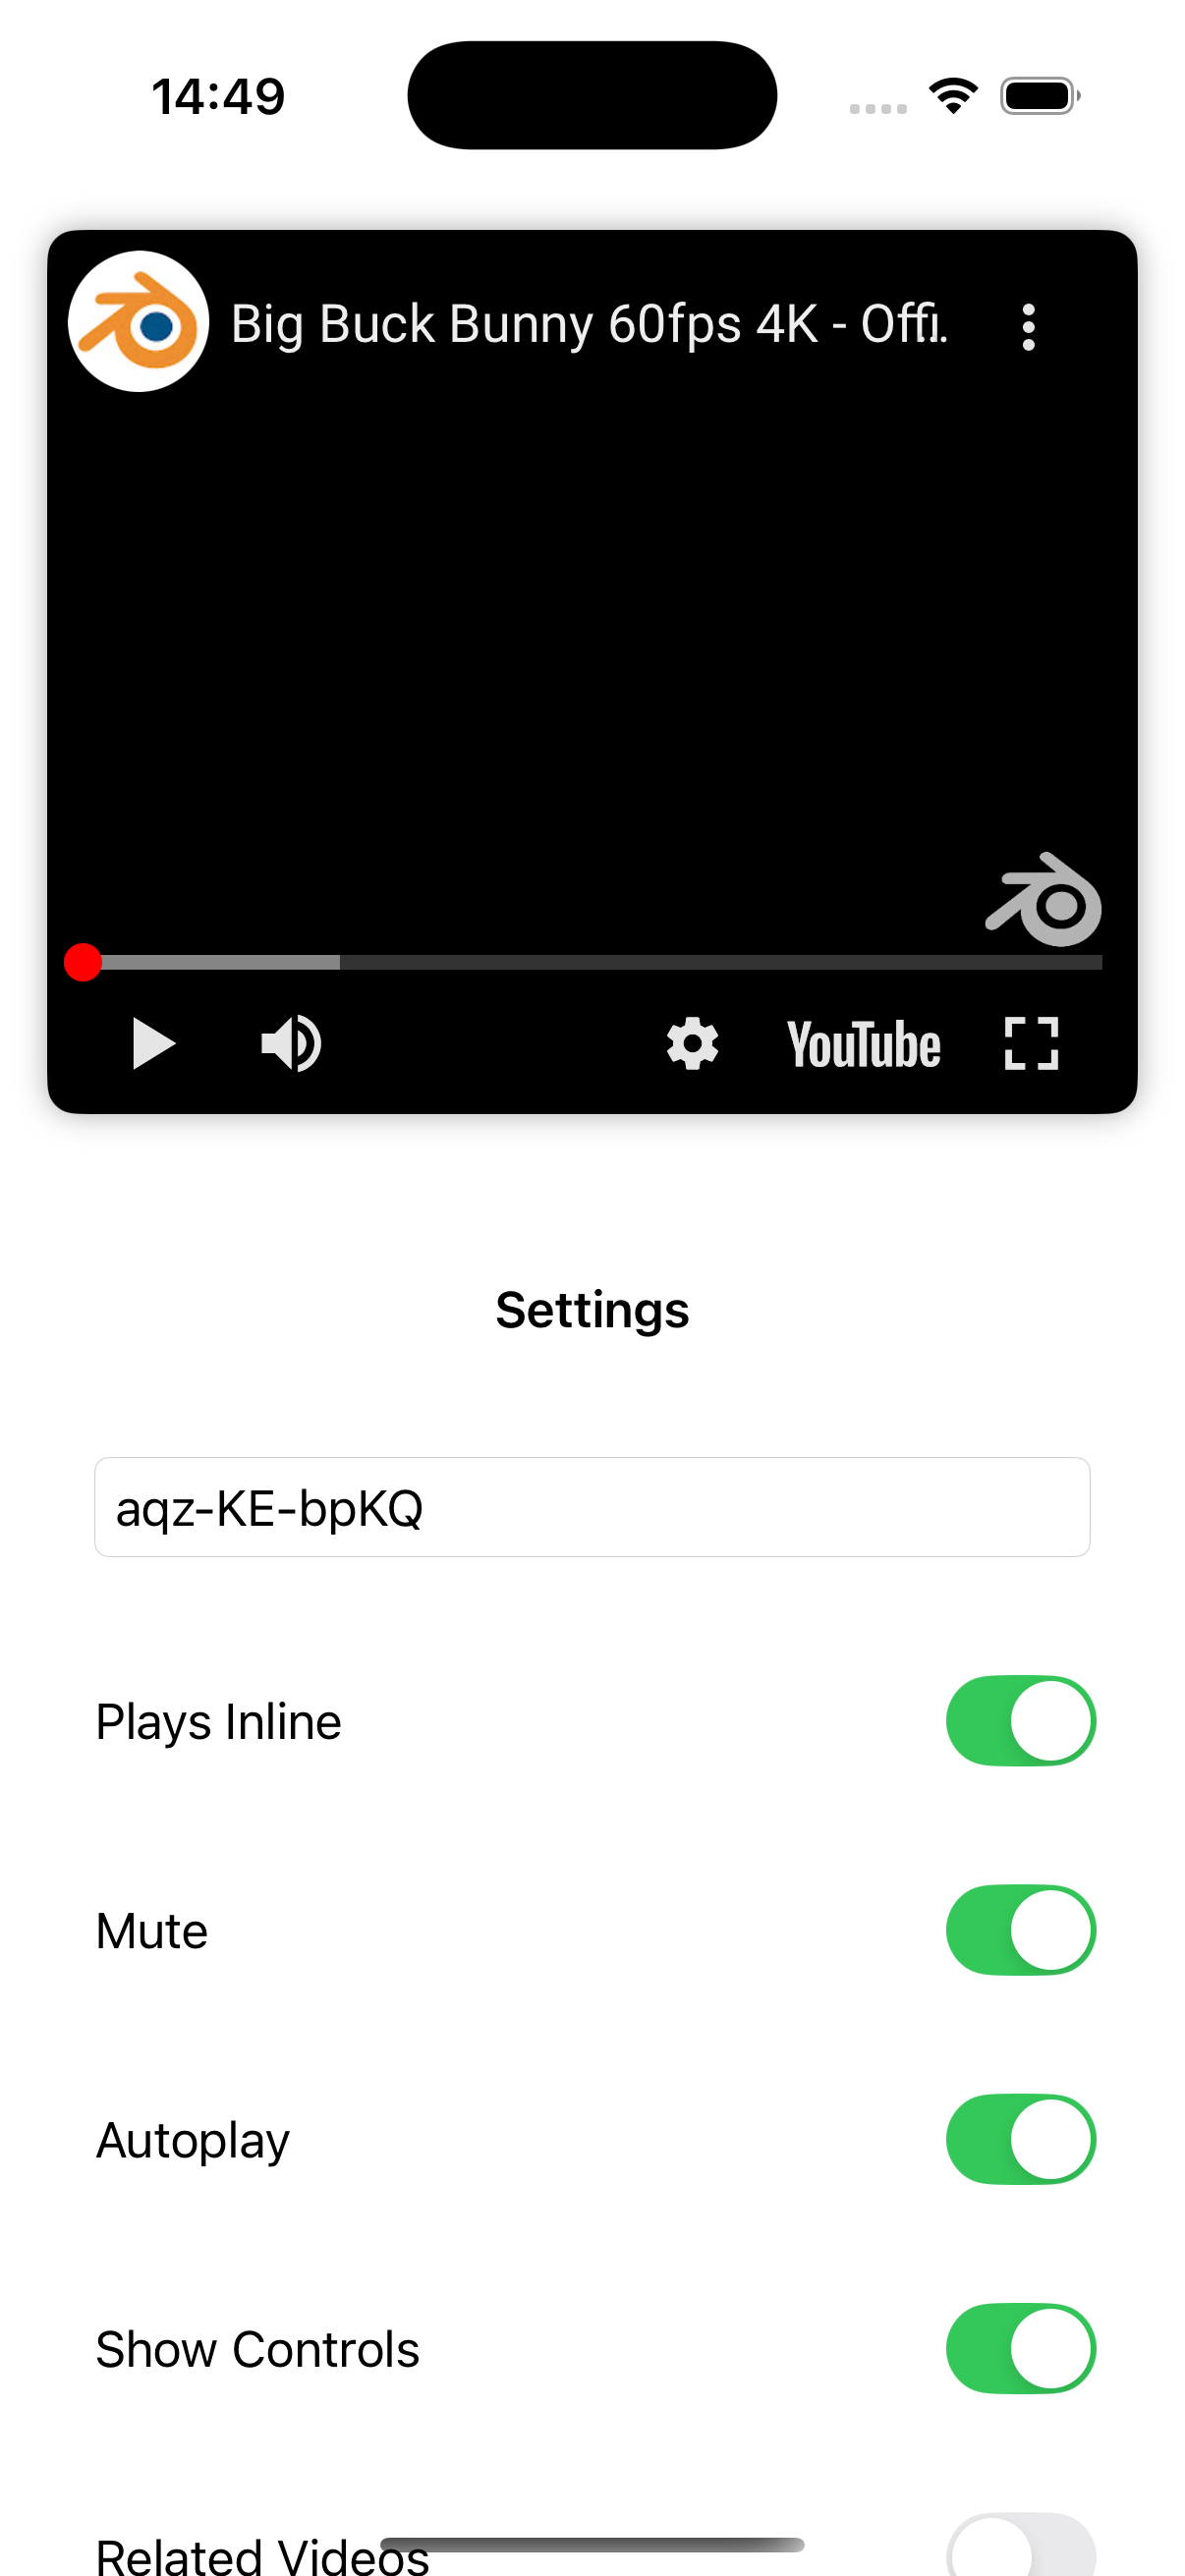 14:49
Big Buck Bunny 60fps 4K - Offi..
YouTube
Settings
aqz-KE-bpKQ
Plays Inline
Mute
Autoplay
Show Controls
Related Videos